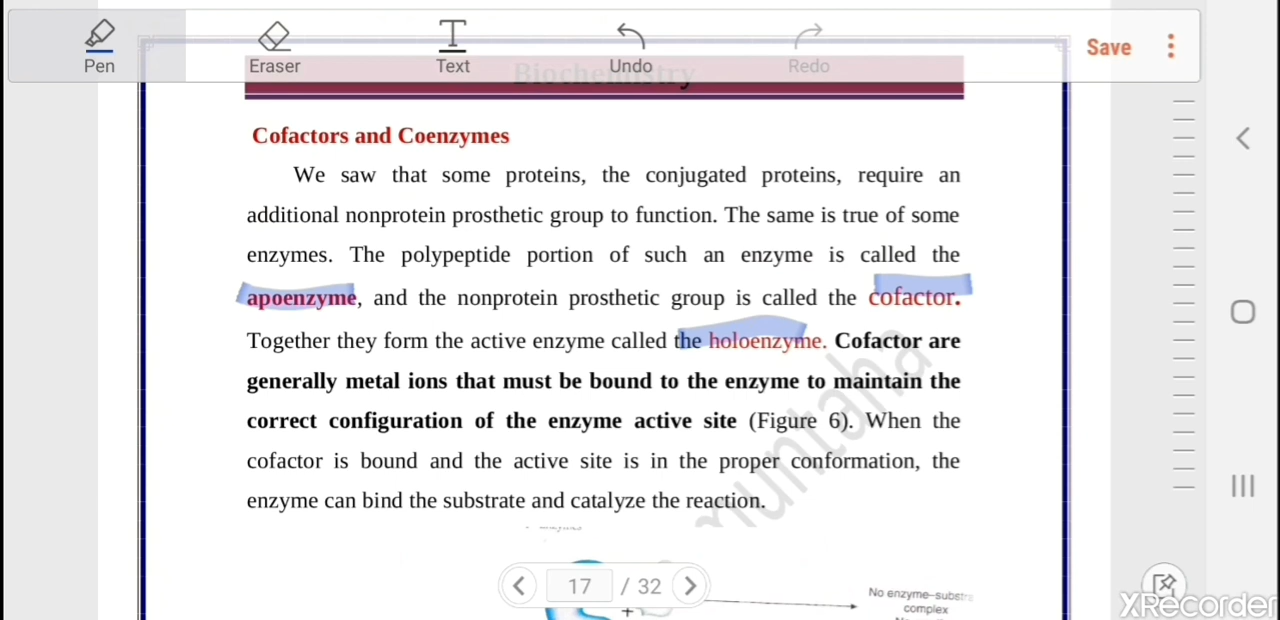 Pen
Eraser
Text
Undo
Redo
Save
Biochemistry
Cofactors and Coenzymes
We saw that some proteins, the conjugated proteins, require an
additional nonprotein prosthetic group to function. The same is true of some
enzymes. The polypeptide portion of such an enzyme is called the
apoenzyme, and the nonprotein prosthetic group is called the cofactor.
Together they form the active enzyme called the holoenzyme. Cofactor are
generally metal ions that must be bound to the enzyme to maintain the
correct configuration of the enzyme active site (Figure 6). When the
cofactor is bound and the active site is in the proper conformation, the
enzyme can bind the substrate and catalyze the reaction.
muntaha
17 / 32
+
No enzyme–substra
complex
XRecorder